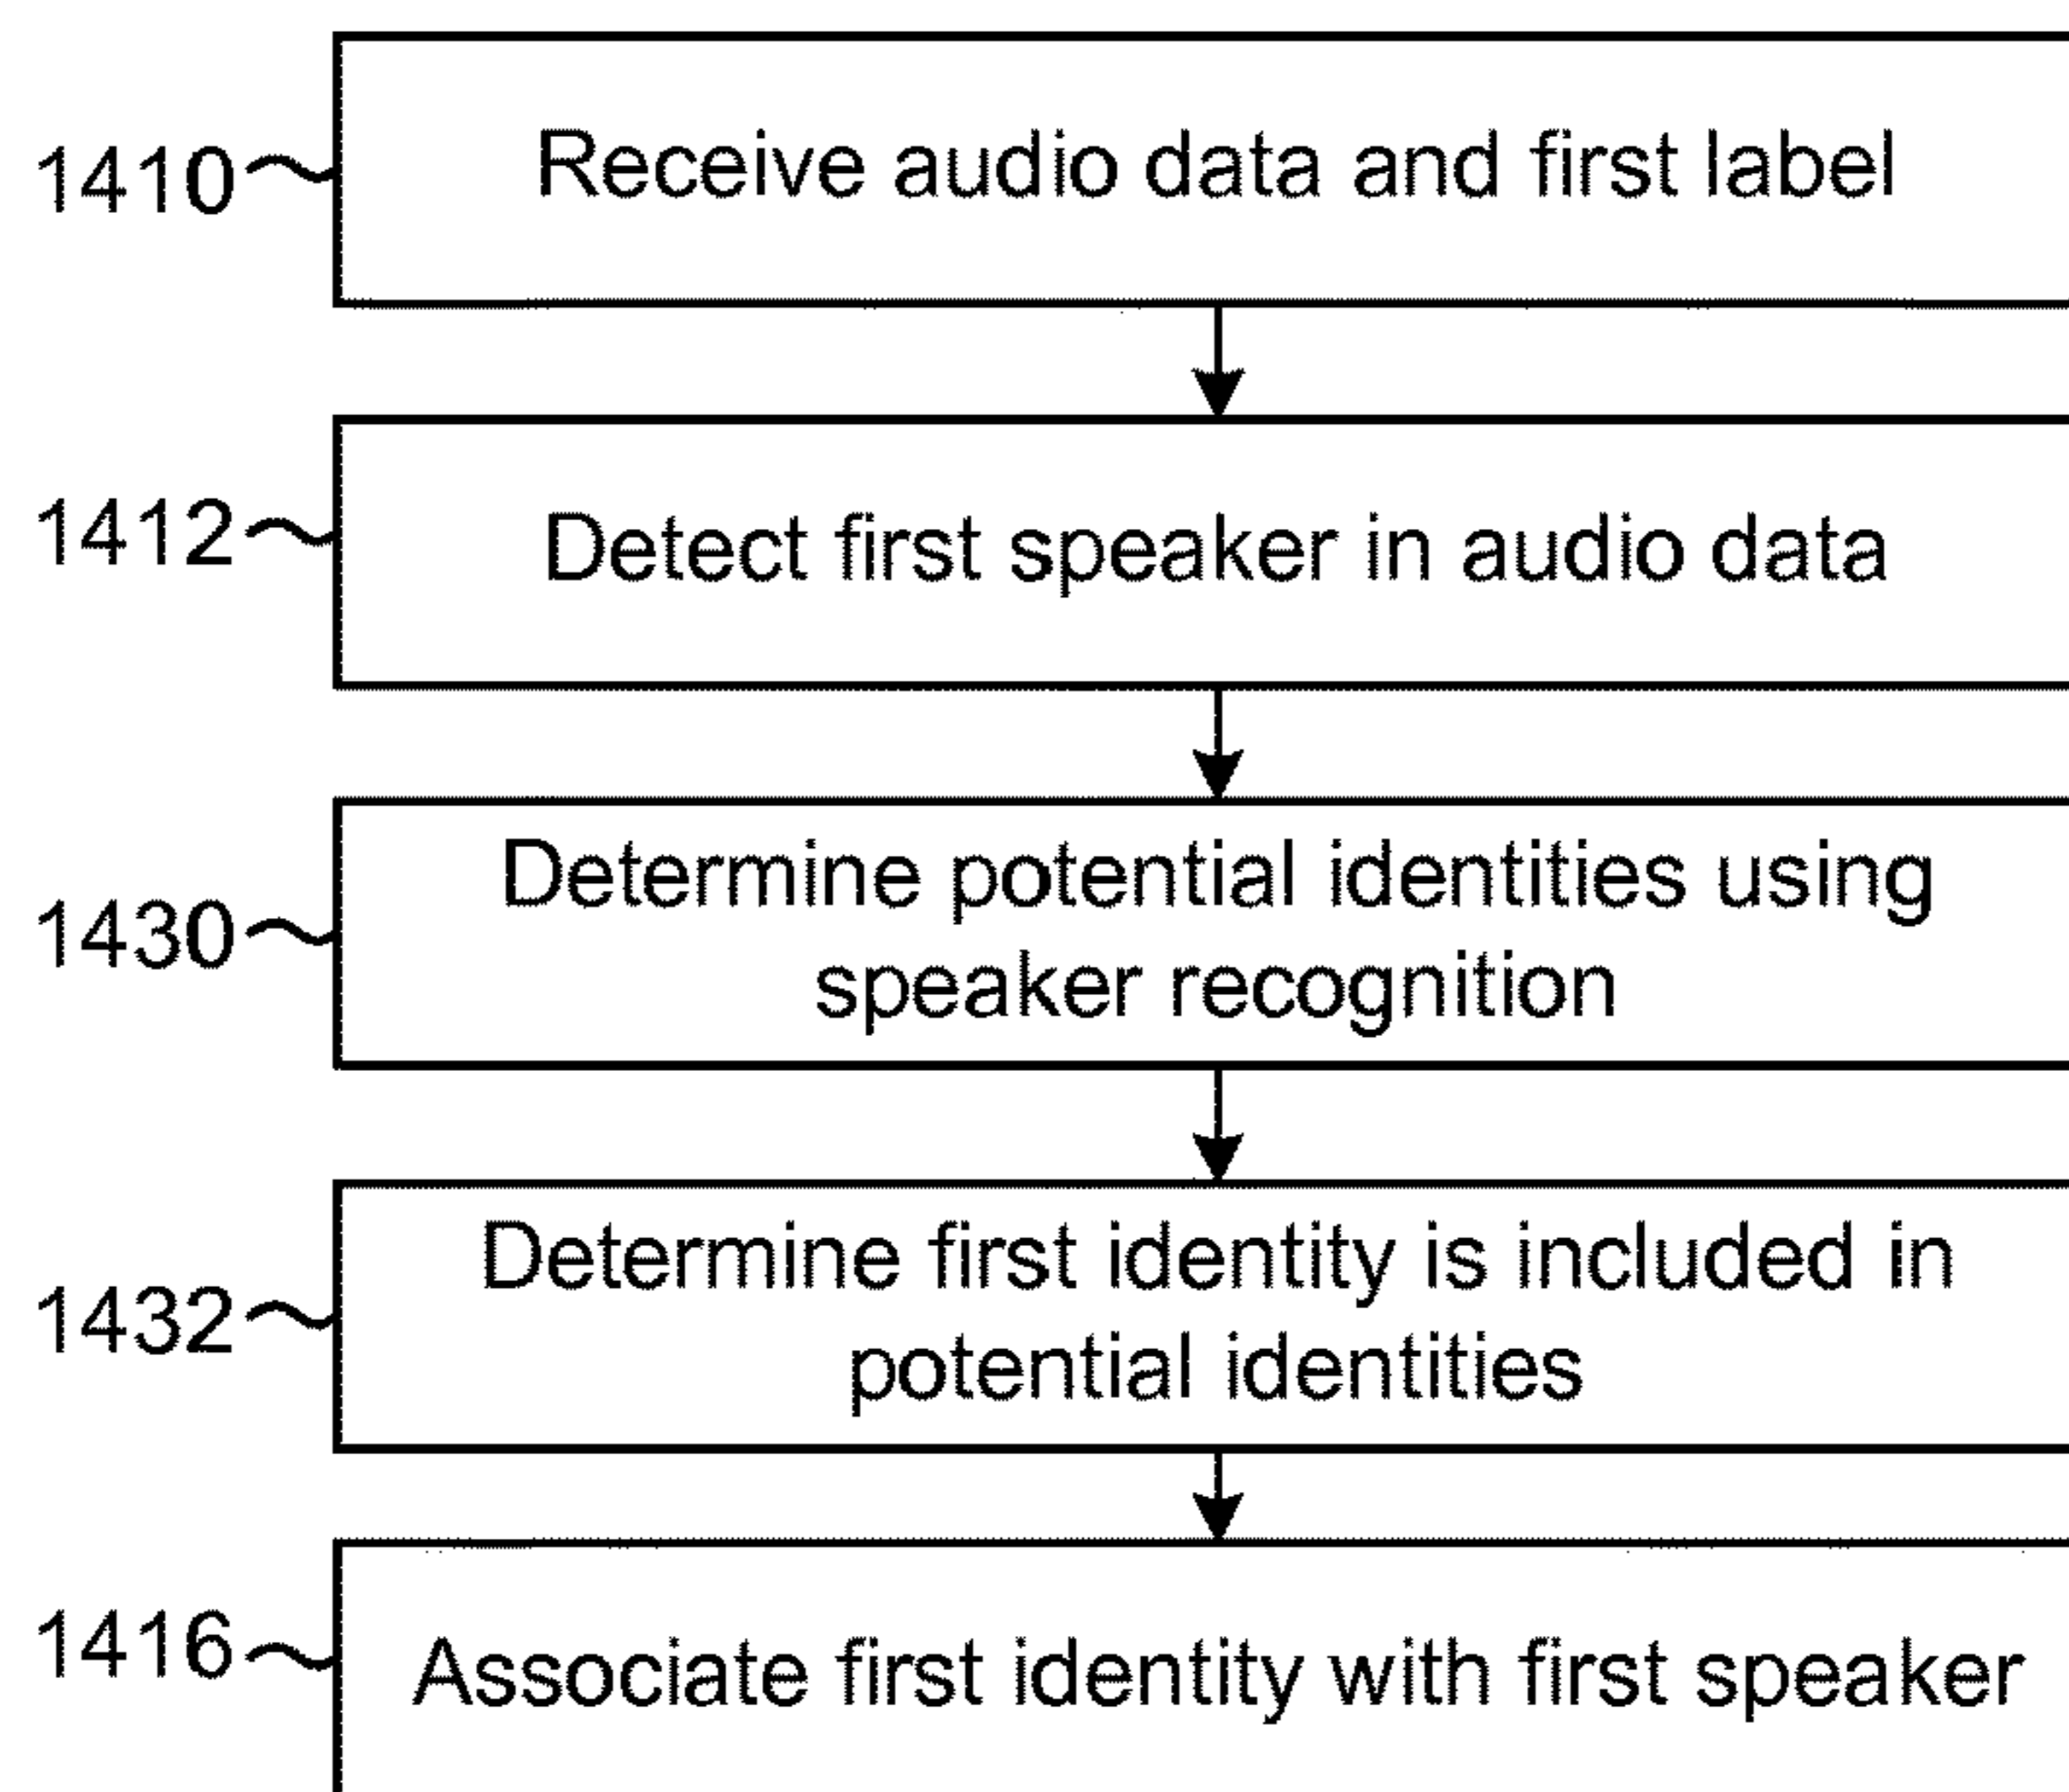 1410
Receive audio data and first label
1412
Detect first speaker in audio data
1430
Determine potential identities using
speaker recognition
1432
Determine first identity is included in
potential identities
1416
Associate first identity with first speaker